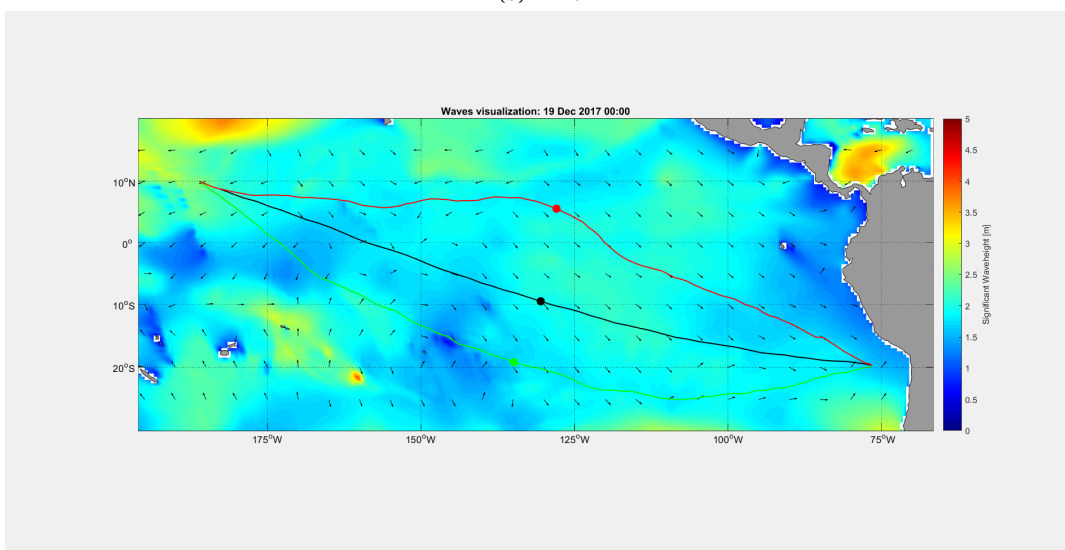 Waves visualization: 19 Dec 2017 00:00
10°N
0°
10°S
20°S
175°W
150°W
125°W
100°W
75°W
5
4.5
4
3.5
3
2.5
2
1.5
1
0.5
0
Significant Waveheight [m]